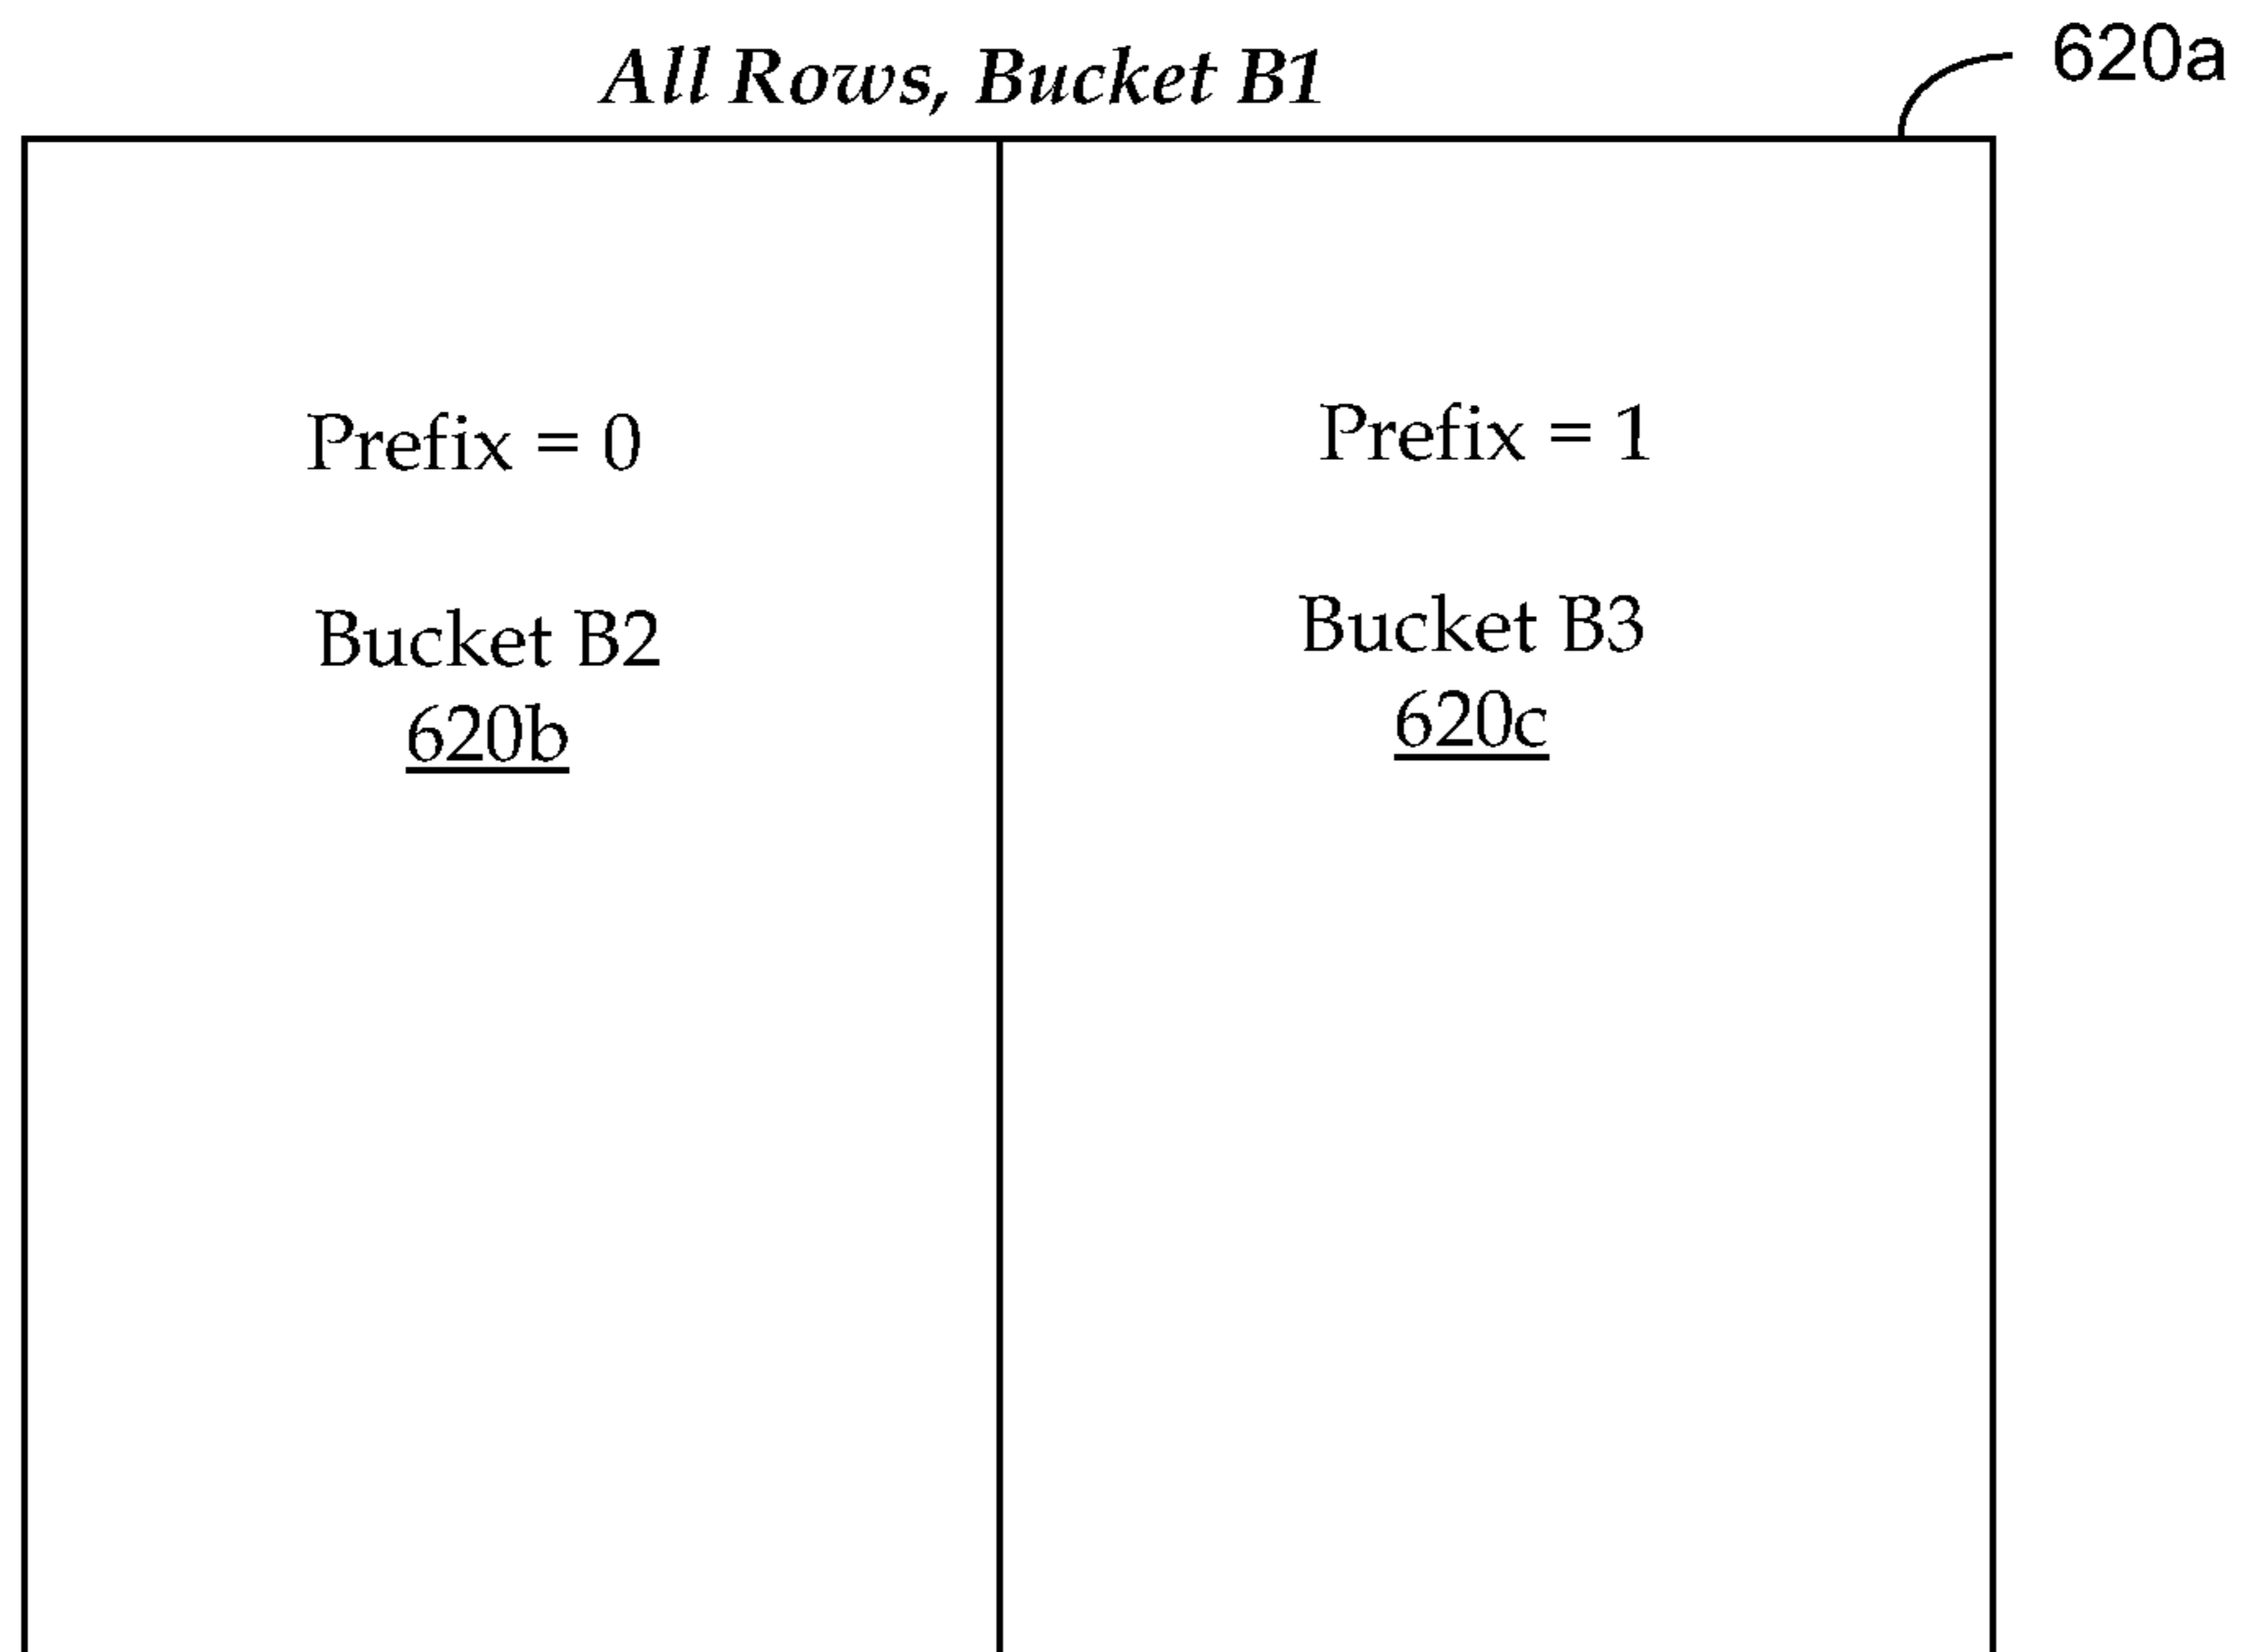 All Rows, Bucket B1
620a
Prefix = 0
Bucket B2
620b
Prefix = 1
Bucket B3
620c